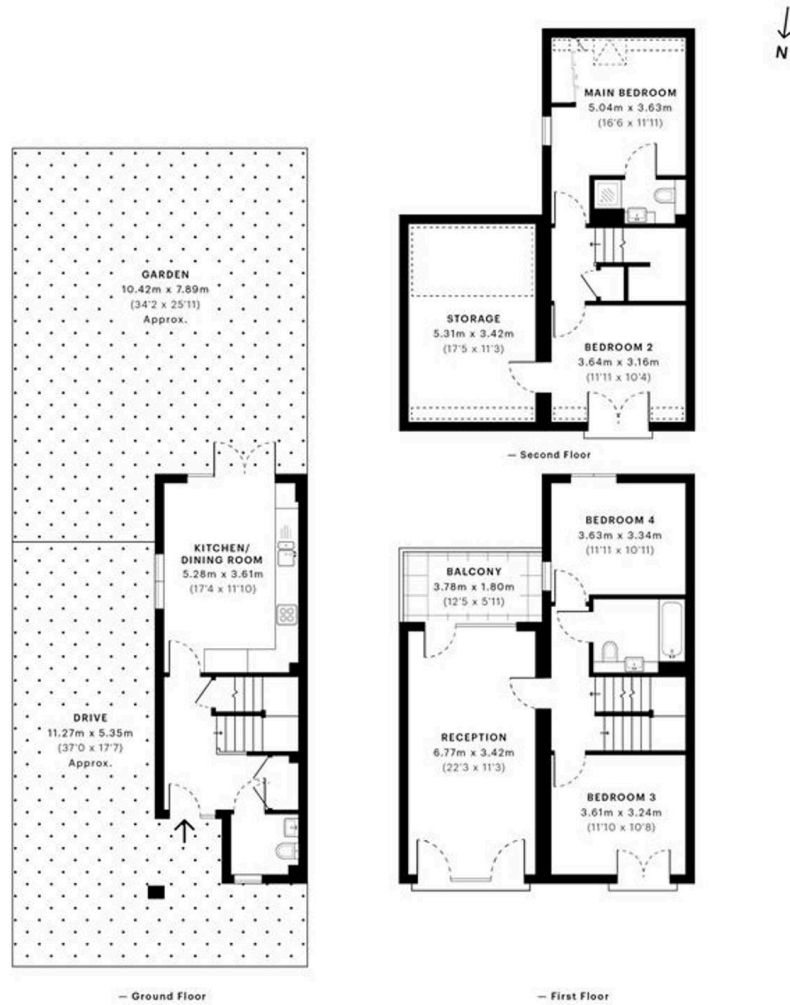 N
MAIN BEDROOM
5.04m x 3.63m
(16'6 x 11'11)
STORAGE
5.31m x 3.42m
(17'5 x 11'3)
BEDROOM 2
3.64m x 3.16m
(11'11 x 10'4)
— Second Floor
GARDEN
10.42m x 7.89m
(34'2 x 25'11)
Approx.
KITCHEN/
DINING ROOM
5.28m x 3.61m
(17'4 x 11'10)
DRIVE
11.27m x 5.35m
(37'0 x 17'7)
Approx.
— Ground Floor
BEDROOM 4
3.63m x 3.34m
(11'11 x 10'11)
BALCONY
3.78m x 1.80m
(12'5 x 5'11)
RECEPTION
6.77m x 3.42m
(22'3 x 11'3)
BEDROOM 3
3.61m x 3.24m
(11'10 x 10'8)
— First Floor